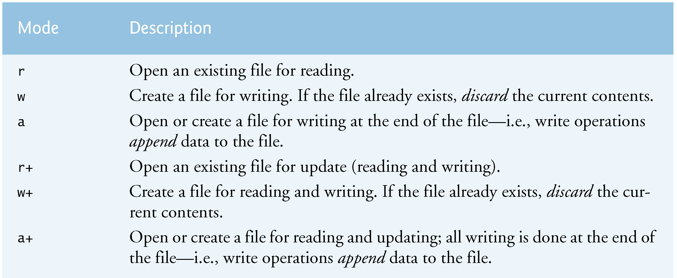 Mode Description
r Open an existing file for reading.
w Create a file for writing. If the file already exists, discard the current contents.
a Open or create a file for writing at the end of the file—i.e., write operations
append data to the file.
r+ Open an existing file for update (reading and writing).
w+ Create a file for reading and writing. If the file already exists, discard the cur-
rent contents.
a+ Open or create a file for reading and updating; all writing is done at the end of
the file—i.e., write operations append data to the file.